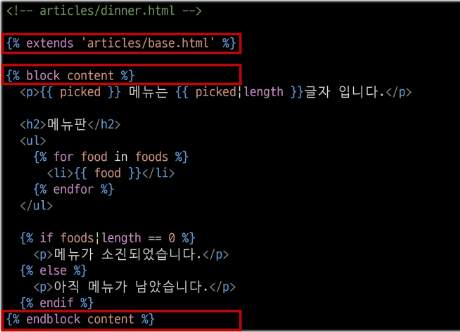 <!-- articles/dinner.html -->
{% extends 'articles/base.html' %}
{% block content %}
<p>{{ picked }} 메뉴는 {{ picked|length }}글자 입니다.</p>
<h2>메뉴판</h2>
<ul>
{% for food in foods %}
<li>{{ food }}</li>
{% endfor %}
</ul>
{% if foods|length == 0 %}
<p>메뉴가 소진되었습니다.</p>
{% else %}
<p>아직 메뉴가 남았습니다.</p>
{% endif %}
{% endblock content %}